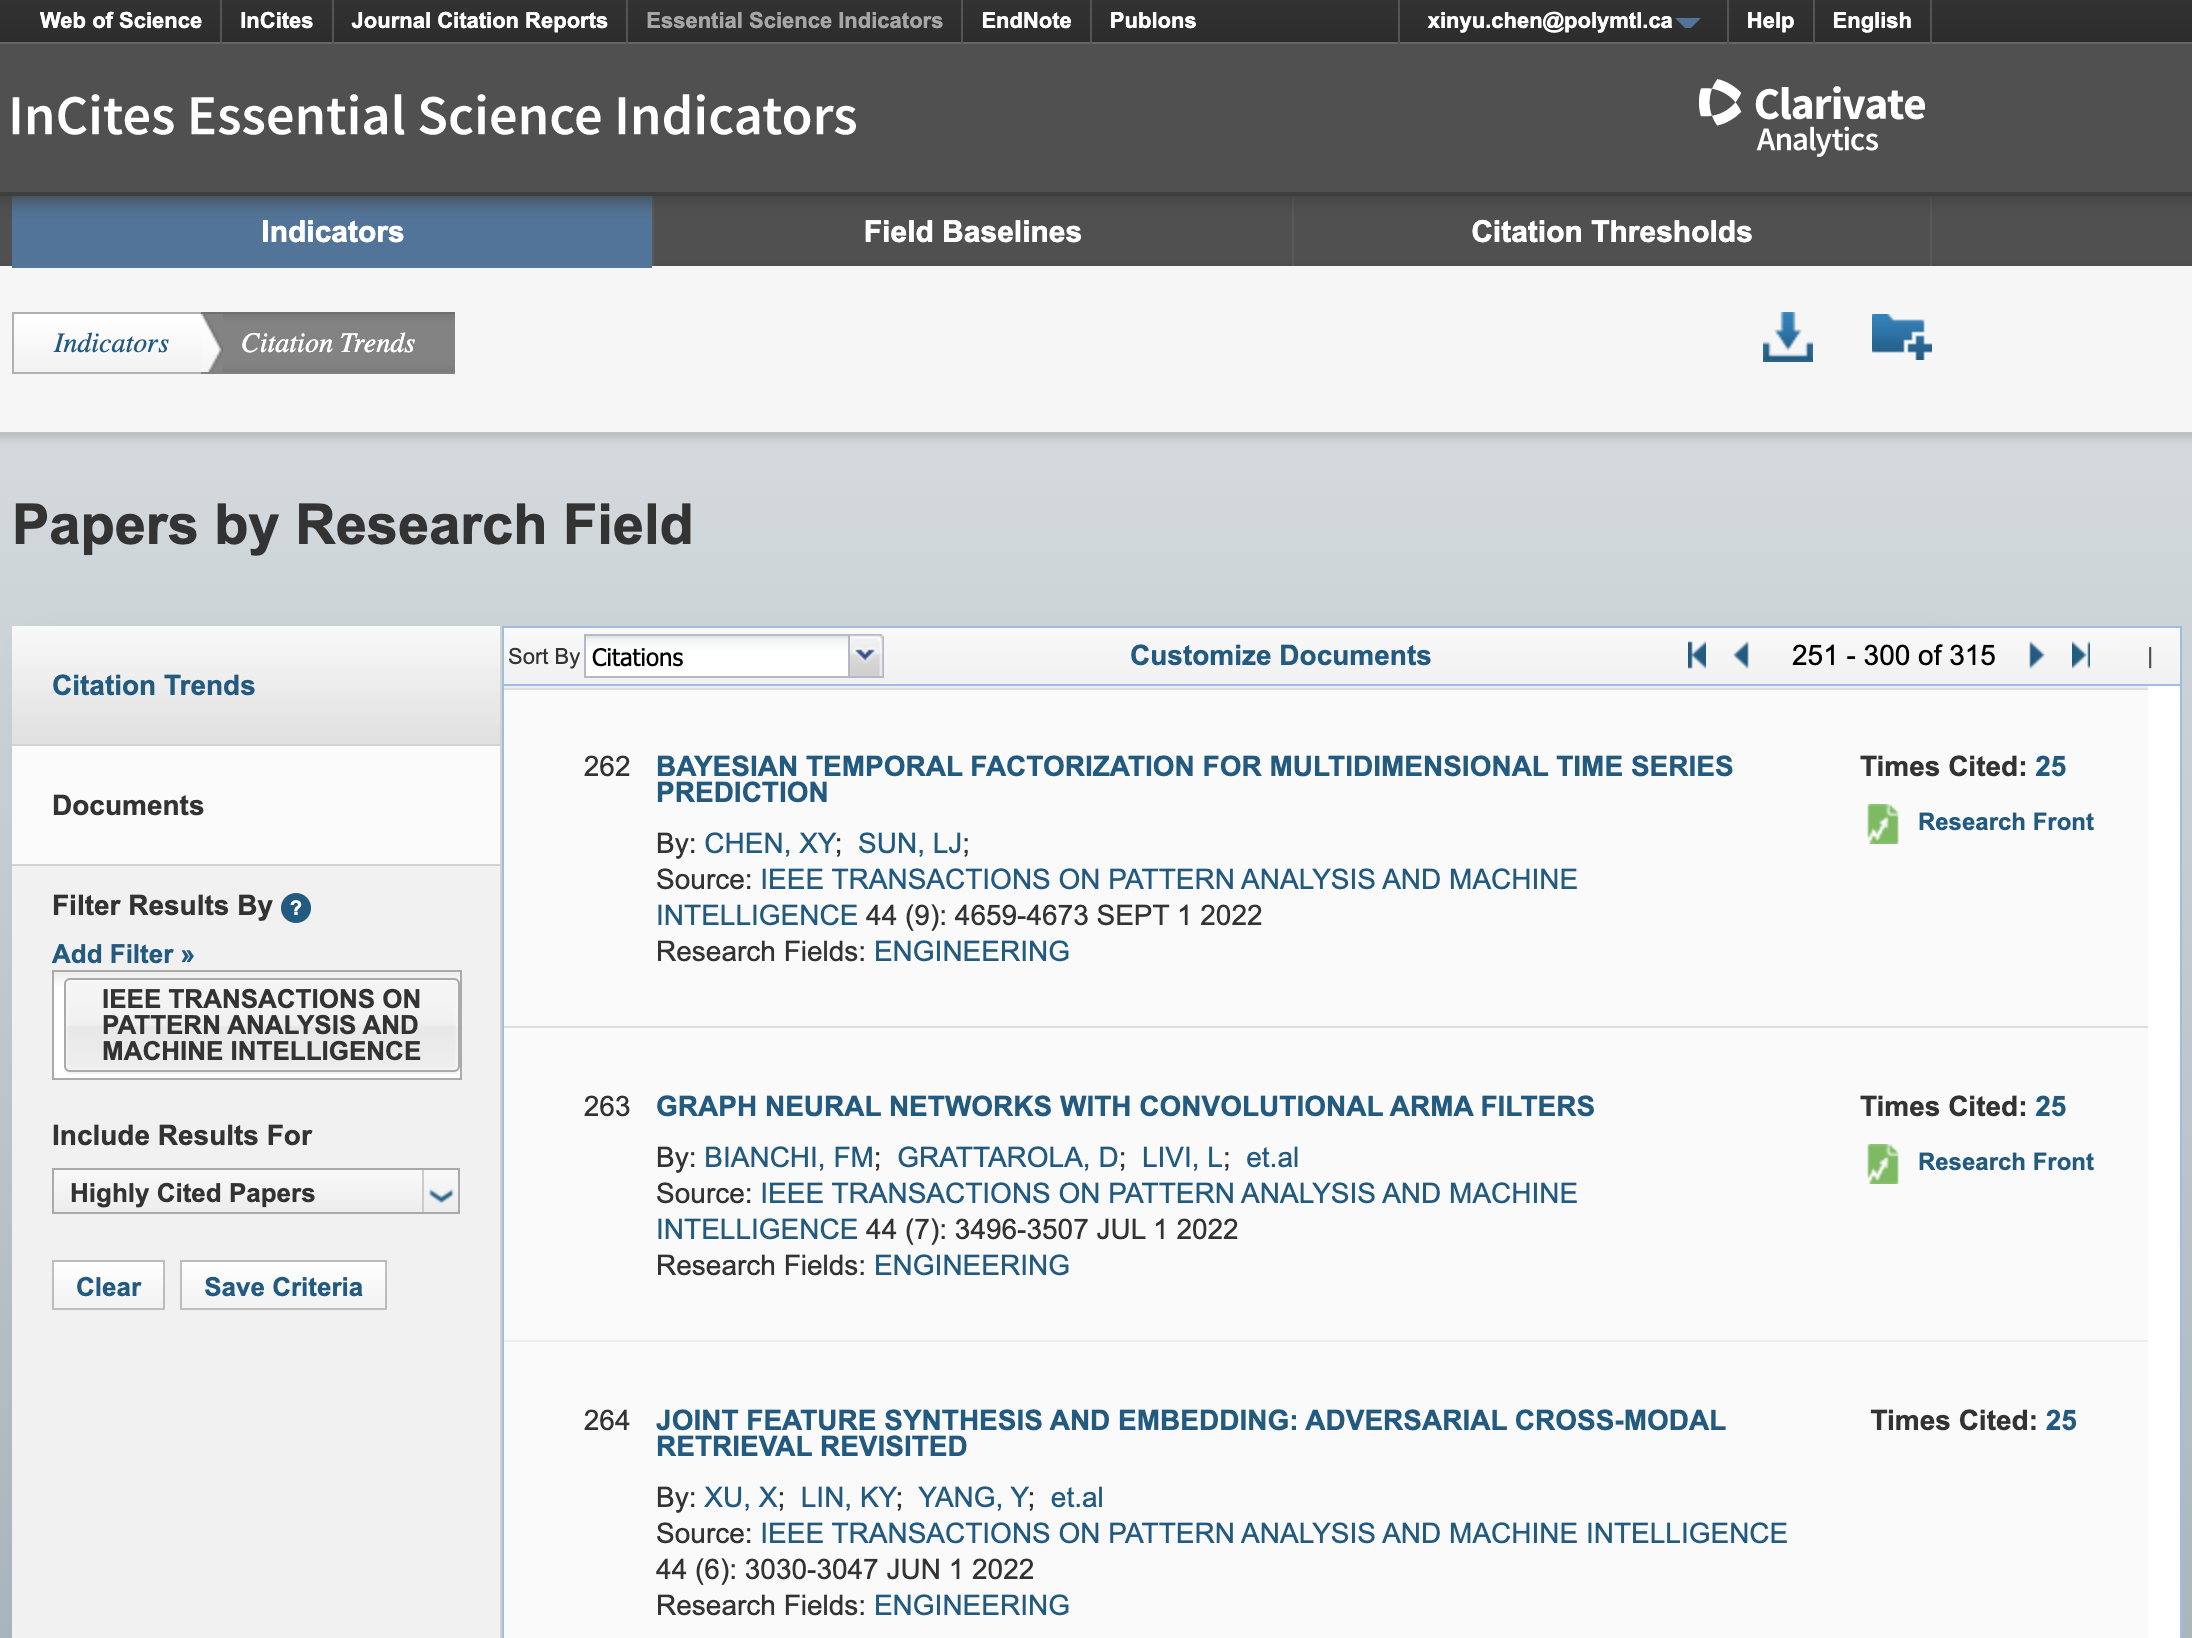 Web of Science InCites Journal Citation Reports Essential Science Indicators EndNote Publons xinyu.chen@polymtl.ca Help English
InCites Essential Science Indicators
Clarivate
Analytics
Indicators Field Baselines Citation Thresholds
Indicators Citation Trends
Papers by Research Field
Citation Trends
Documents
Filter Results By ?
Add Filter »
IEEE TRANSACTIONS ON
PATTERN ANALYSIS AND
MACHINE INTELLIGENCE
Include Results For
Highly Cited Papers
Clear Save Criteria
Sort By Citations Customize Documents 251 - 300 of 315 |
262 BAYESIAN TEMPORAL FACTORIZATION FOR MULTIDIMENSIONAL TIME SERIES
PREDICTION
By: CHEN, XY; SUN, LJ;
Source: IEEE TRANSACTIONS ON PATTERN ANALYSIS AND MACHINE
INTELLIGENCE 44 (9): 4659-4673 SEPT 1 2022
Research Fields: ENGINEERING
Times Cited: 25
Research Front
263 GRAPH NEURAL NETWORKS WITH CONVOLUTIONAL ARMA FILTERS
By: BIANCHI, FM; GRATTAROLA, D; LIVI, L; et.al
Source: IEEE TRANSACTIONS ON PATTERN ANALYSIS AND MACHINE
INTELLIGENCE 44 (7): 3496-3507 JUL 1 2022
Research Fields: ENGINEERING
Times Cited: 25
Research Front
264 JOINT FEATURE SYNTHESIS AND EMBEDDING: ADVERSARIAL CROSS-MODAL
RETRIEVAL REVISITED
By: XU, X; LIN, KY; YANG, Y; et.al
Source: IEEE TRANSACTIONS ON PATTERN ANALYSIS AND MACHINE INTELLIGENCE
44 (6): 3030-3047 JUN 1 2022
Research Fields: ENGINEERING
Times Cited: 25